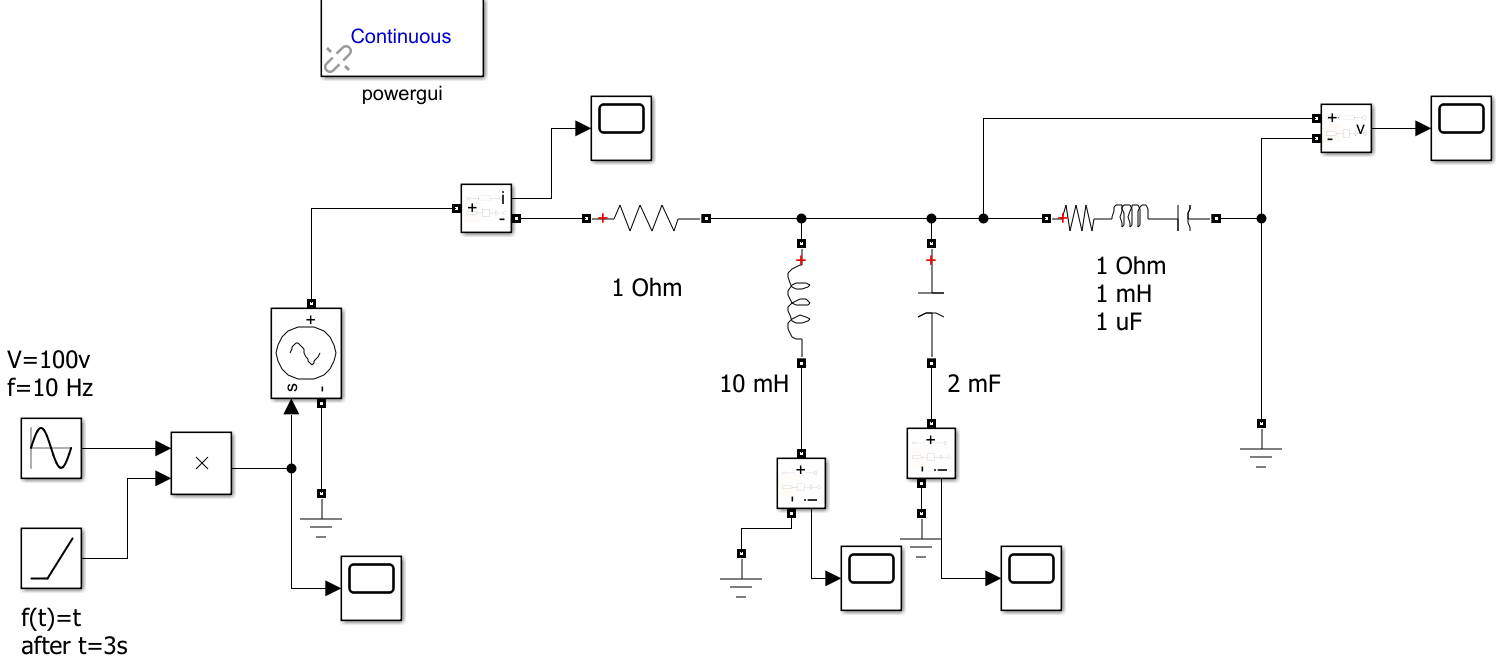 Continuous
powergui
i
+
-
+
v
-
1 Ohm
1 Ohm
1 mH
1 uF
+
s
-
V=100v
f=10 Hz
10 mH
2 mF
×
+
-
i
+
-
i
f(t)=t
after t=3s